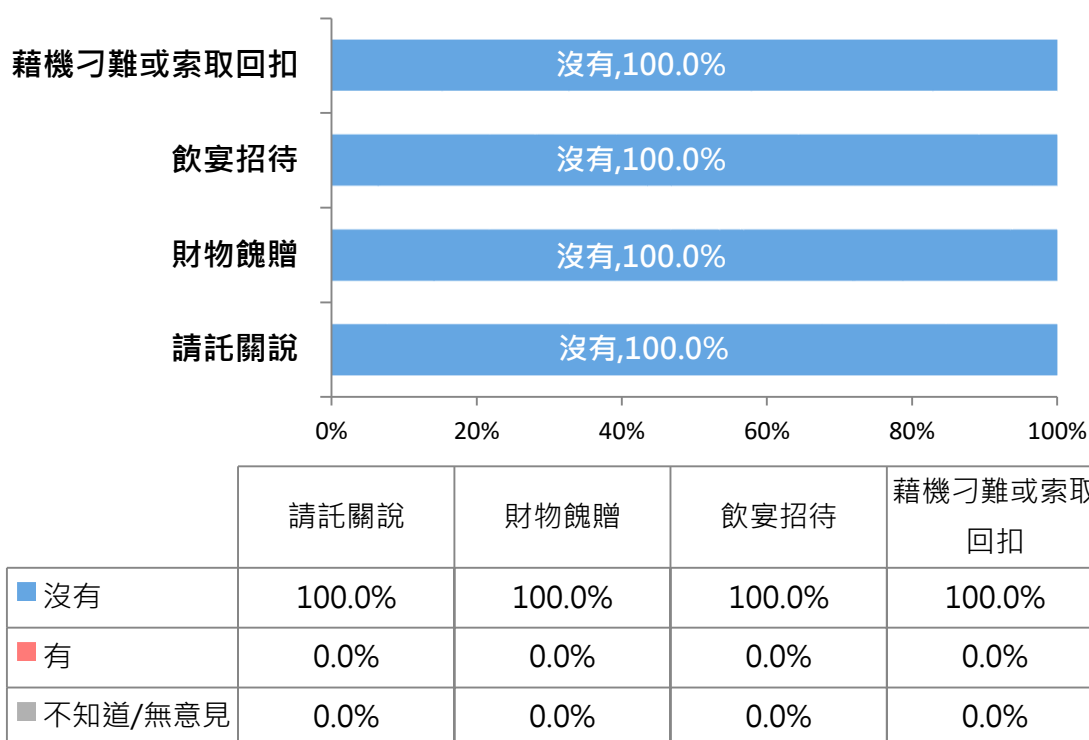 藉機刁難或索取回扣
沒有,100.0%
飲宴招待
沒有,100.0%
財物餽贈
沒有,100.0%
請託關說
沒有,100.0%
0% 20% 40% 60% 80% 100%
請託關說 財物餽贈 飲宴招待 藉機刁難或索取
回扣
沒有 100.0% 100.0% 100.0% 100.0%
有 0.0% 0.0% 0.0% 0.0%
不知道/無意見 0.0% 0.0% 0.0% 0.0%